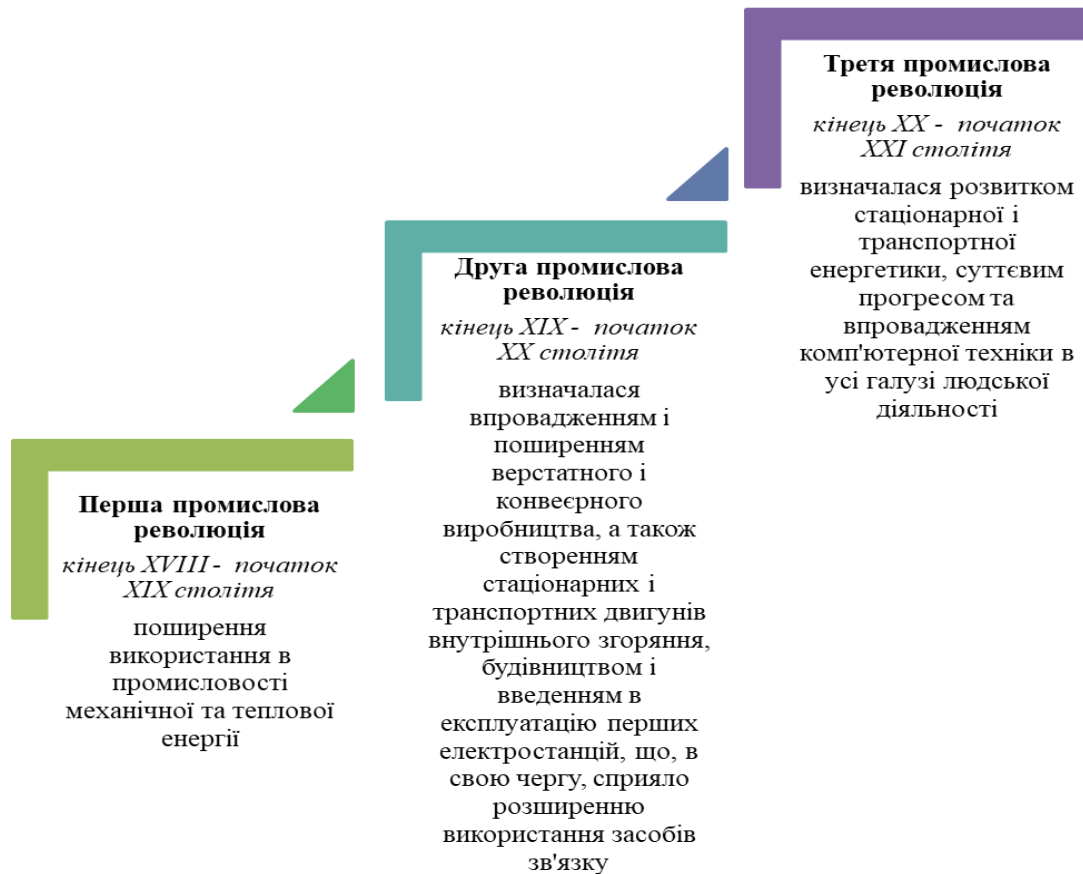 Перша промислова
революція
кінець XVIII - початок
XIX століття
поширення
використання в
промисловості
механічної та теплової
енергії
Друга промислова
революція
кінець XIX - початок
XX століття
визначалася
впровадженням і
поширенням
верстатного і
конвеєрного
виробництва, а також
створенням
стаціонарних і
транспортних двигунів
внутрішнього згоряння,
будівництвом і
введенням в
експлуатацію перших
електростанцій, що, в
свою чергу, сприяло
розширенню
використання засобів
зв'язку
Третя промислова
революція
кінець XX - початок
XXI століття
визначалася розвитком
стаціонарної і
транспортної
енергетики, суттєвим
прогресом та
впровадженням
комп'ютерної техніки в
усі галузі людської
діяльності